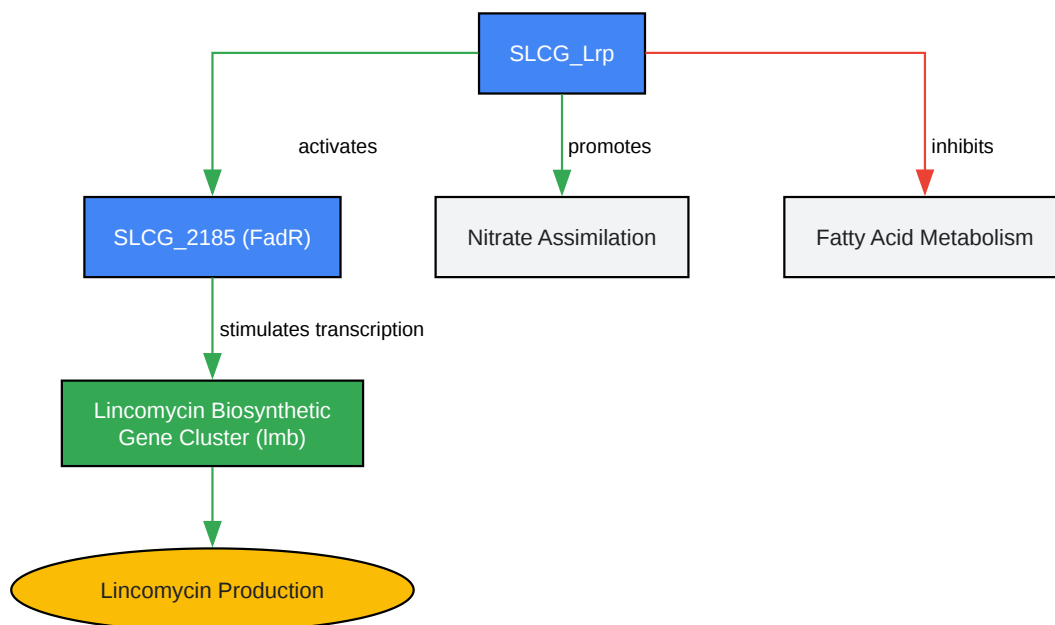 SLCG_Lrp
activates
promotes
inhibits
SLCG_2185 (FadR)
Nitrate Assimilation
Fatty Acid Metabolism
stimulates transcription
Lincomycin Biosynthetic
Gene Cluster (lmb)
Lincomycin Production